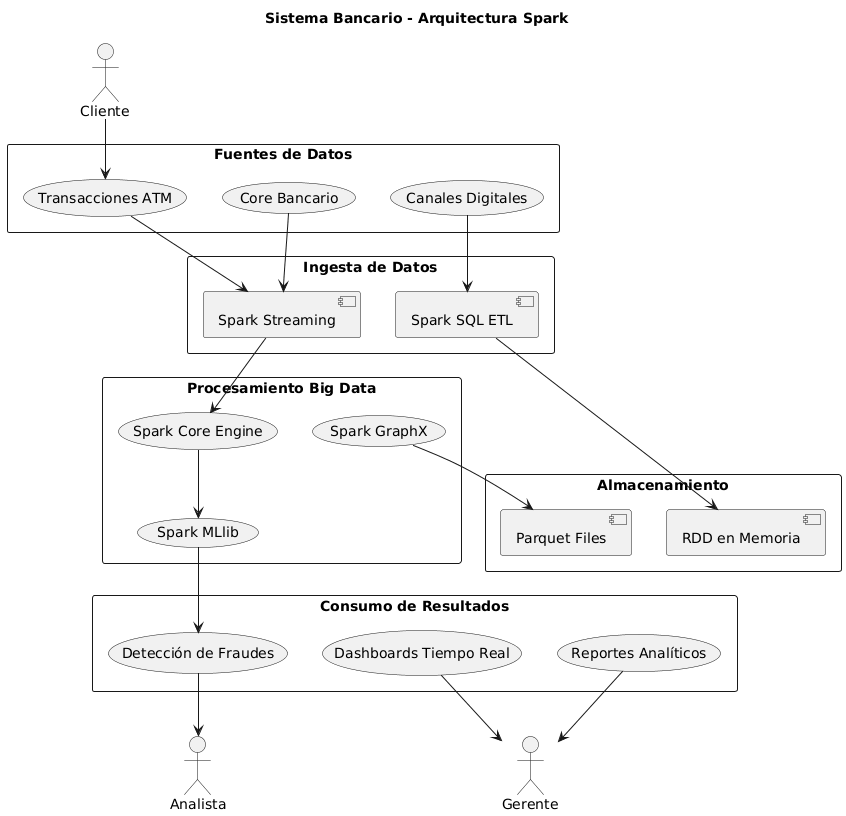 Sistema Bancario - Arquitectura Spark
Cliente
Fuentes de Datos
Transacciones ATM
Core Bancario
Canales Digitales
Ingesta de Datos
Spark Streaming
Spark SQL ETL
Procesamiento Big Data
Spark Core Engine
Spark GraphX
Almacenamiento
Spark MLlib
Parquet Files
RDD en Memoria
Consumo de Resultados
Detección de Fraudes
Dashboards Tiempo Real
Reportes Analíticos
Analista
Gerente